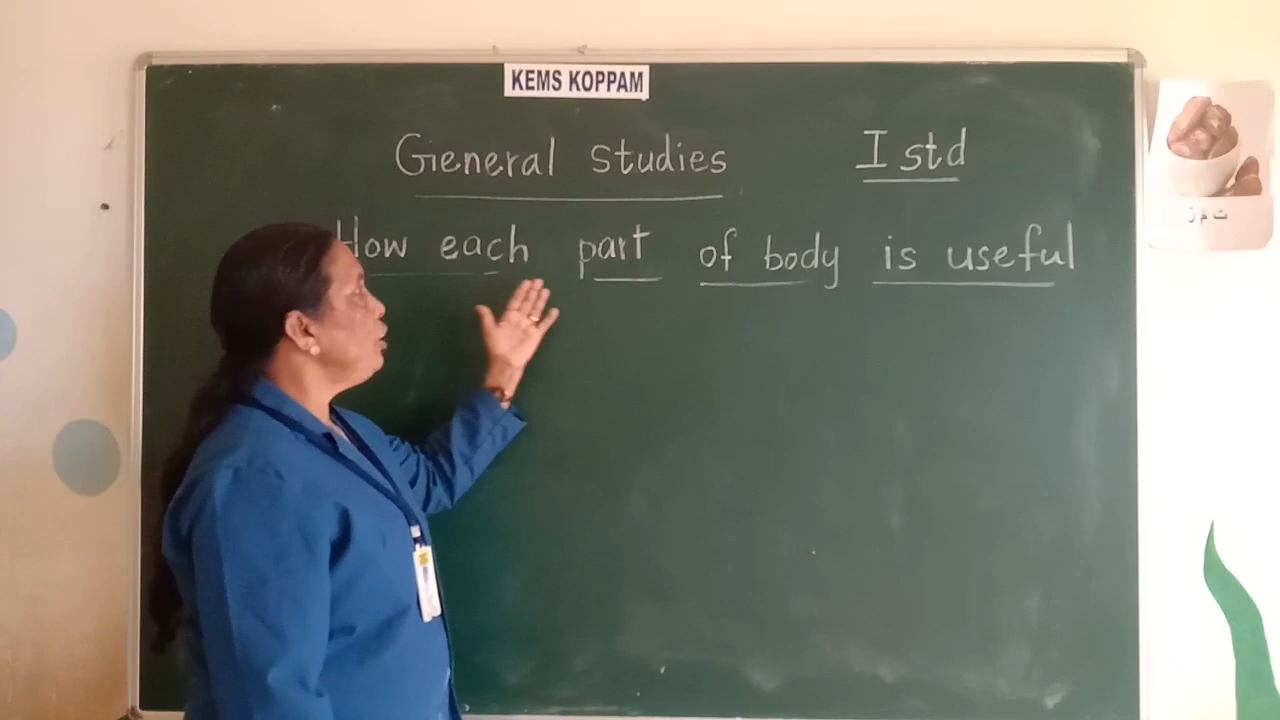 KEMS KOPPAM
General studies I std
How each part of body is useful
ت م ر